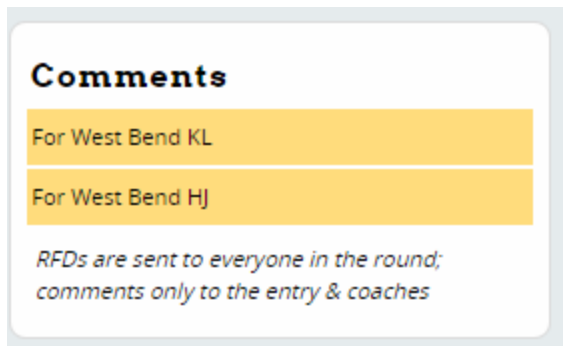 Comments
For West Bend KL
For West Bend HJ
RFDs are sent to everyone in the round;
comments only to the entry & coaches